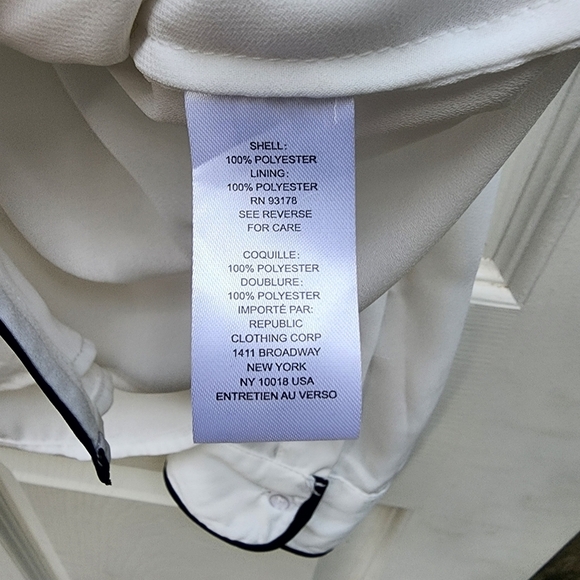 SHELL:
100% POLYESTER
LINING:
100% POLYESTER
RN 93178
SEE REVERSE
FOR CARE
COQUILLE:
100% POLYESTER
DOUBLURE:
100% POLYESTER
IMPORTÉ PAR:
REPUBLIC
CLOTHING CORP
1411 BROADWAY
NEW YORK
NY 10018 USA
ENTRETIEN AU VERSO